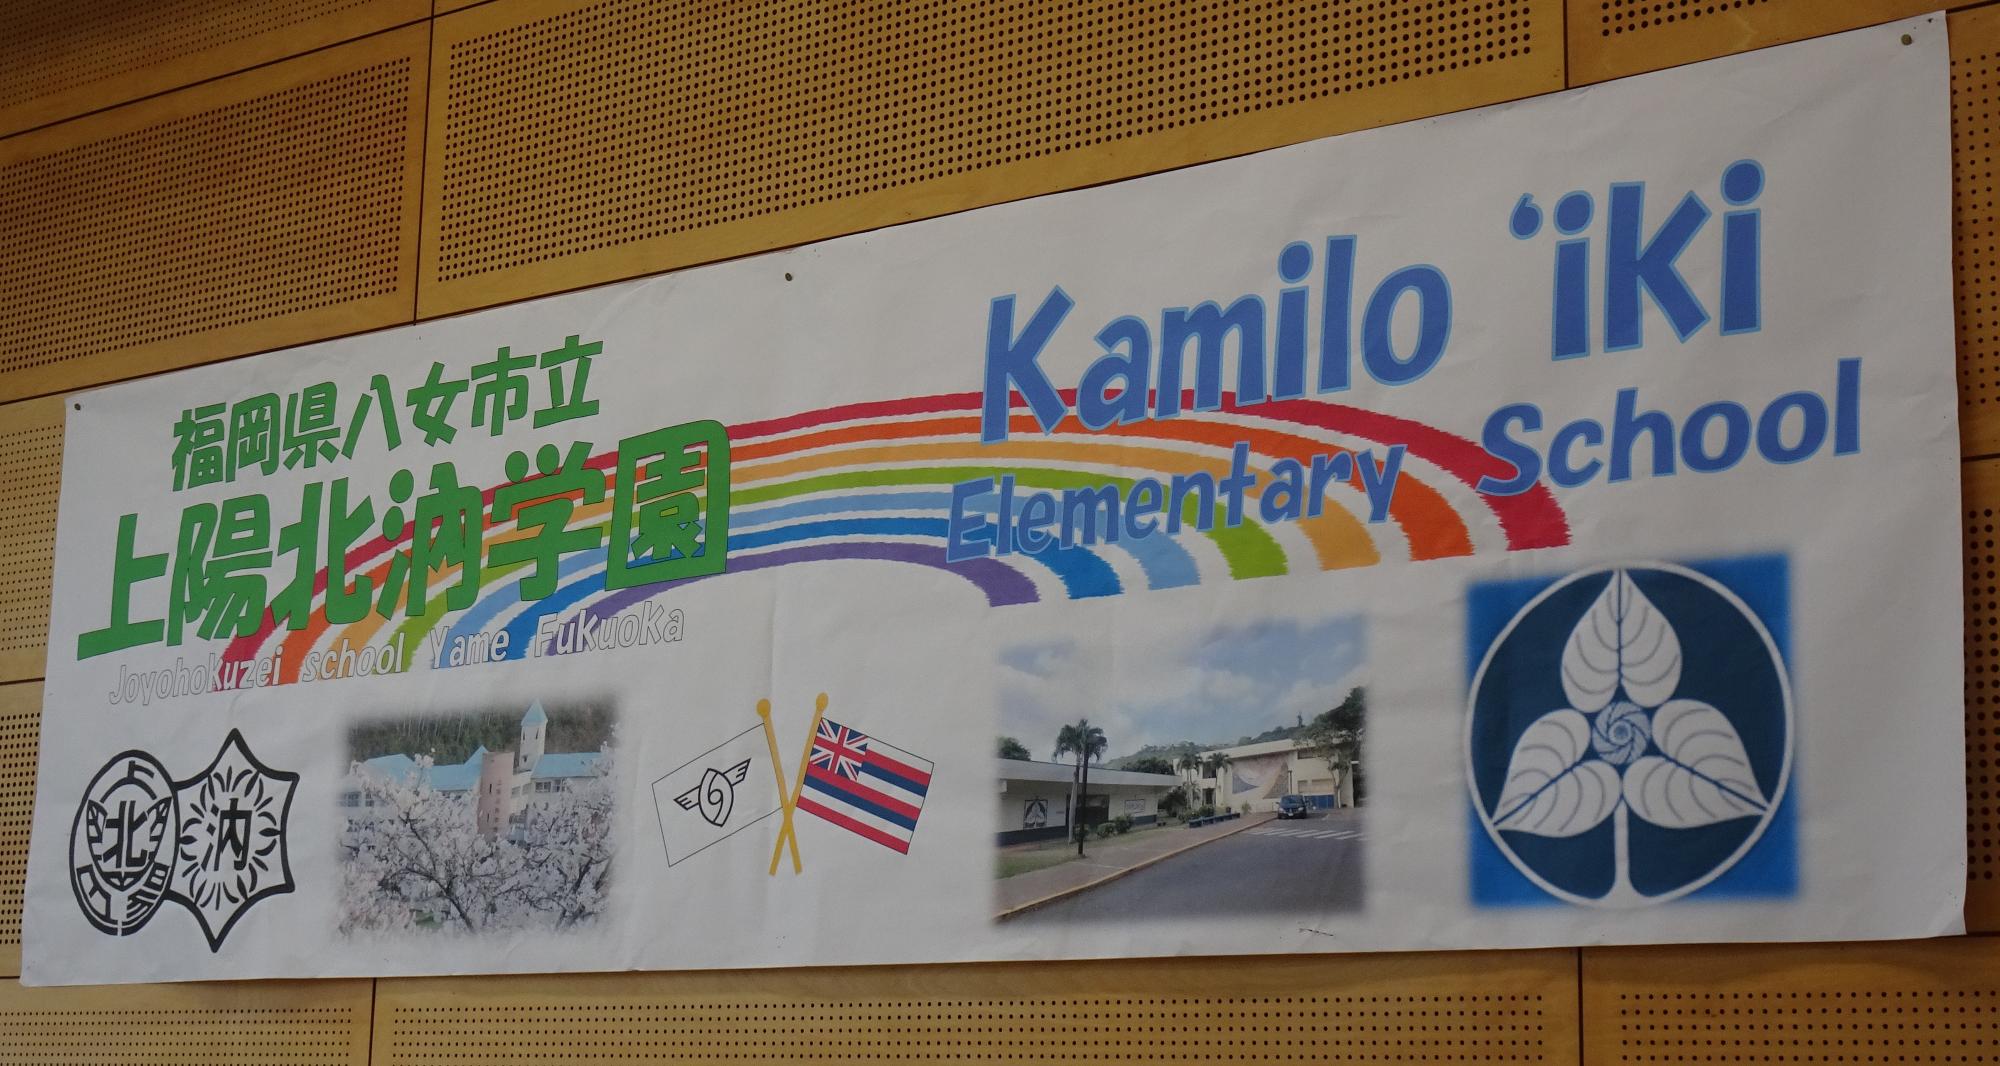 福岡県八女市立
上陽北汭学園
Joyohokuzei school Yame Fukuoka
Kamilo ʻiki
Elementary School
北
汭